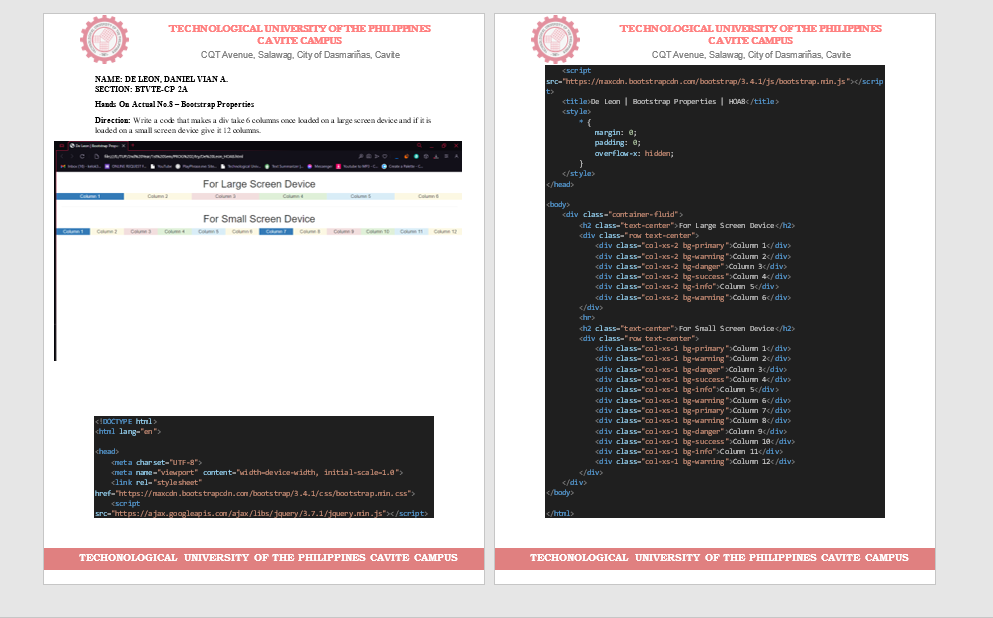 TECHNOLOGICAL UNIVERSITY OF THE PHILIPPINES
CAVITE CAMPUS
CQT Avenue, Salawag, City of Dasmariñas, Cavite
NAME: DE LEON, DANIEL VIAN A.
SECTION: BTVTE-CP 2A
Hands On Actual No.8 – Bootstrap Properties
Direction: Write a code that makes a div take 6 columns once loaded on a large screen device and if it is
loaded on a small screen device give it 12 columns.
For Large Screen Device
Column 1 Column 2 Column 3 Column 4 Column 5 Column 6
For Small Screen Device
Column 1 Column 2 Column 3 Column 4 Column 5 Column 6 Column 7 Column 8 Column 9 Column 10 Column 11 Column 12
<!DOCTYPE html>
<html lang="en">
<head>
<meta charset="UTF-8">
<meta name="viewport" content="width=device-width, initial-scale=1.0">
<link rel="stylesheet"
href="https://maxcdn.bootstrapcdn.com/bootstrap/3.4.1/css/bootstrap.min.css">
<script
src="https://ajax.googleapis.com/ajax/libs/jquery/3.7.1/jquery.min.js"></script>
TECHONOLOGICAL UNIVERSITY OF THE PHILIPPINES CAVITE CAMPUS
TECHNOLOGICAL UNIVERSITY OF THE PHILIPPINES
CAVITE CAMPUS
CQT Avenue, Salawag, City of Dasmariñas, Cavite
<script
src="https://maxcdn.bootstrapcdn.com/bootstrap/3.4.1/js/bootstrap.min.js"></scrip
t>
<title>De Leon | Bootstrap Properties | HOA8</title>
<style>
* {
margin: 0;
padding: 0;
overflow-x: hidden;
}
</style>
</head>
<body>
<div class="container-fluid">
<h2 class="text-center">For Large Screen Device</h2>
<div class="row text-center">
<div class="col-xs-2 bg-primary">Column 1</div>
<div class="col-xs-2 bg-warning">Column 2</div>
<div class="col-xs-2 bg-danger">Column 3</div>
<div class="col-xs-2 bg-success">Column 4</div>
<div class="col-xs-2 bg-info">Column 5</div>
<div class="col-xs-2 bg-warning">Column 6</div>
</div>
<hr>
<h2 class="text-center">For Small Screen Device</h2>
<div class="row text-center">
<div class="col-xs-1 bg-primary">Column 1</div>
<div class="col-xs-1 bg-warning">Column 2</div>
<div class="col-xs-1 bg-danger">Column 3</div>
<div class="col-xs-1 bg-success">Column 4</div>
<div class="col-xs-1 bg-info">Column 5</div>
<div class="col-xs-1 bg-warning">Column 6</div>
<div class="col-xs-1 bg-primary">Column 7</div>
<div class="col-xs-1 bg-warning">Column 8</div>
<div class="col-xs-1 bg-danger">Column 9</div>
<div class="col-xs-1 bg-success">Column 10</div>
<div class="col-xs-1 bg-info">Column 11</div>
<div class="col-xs-1 bg-warning">Column 12</div>
</div>
</div>
</body>
</html>
TECHONOLOGICAL UNIVERSITY OF THE PHILIPPINES CAVITE CAMPUS